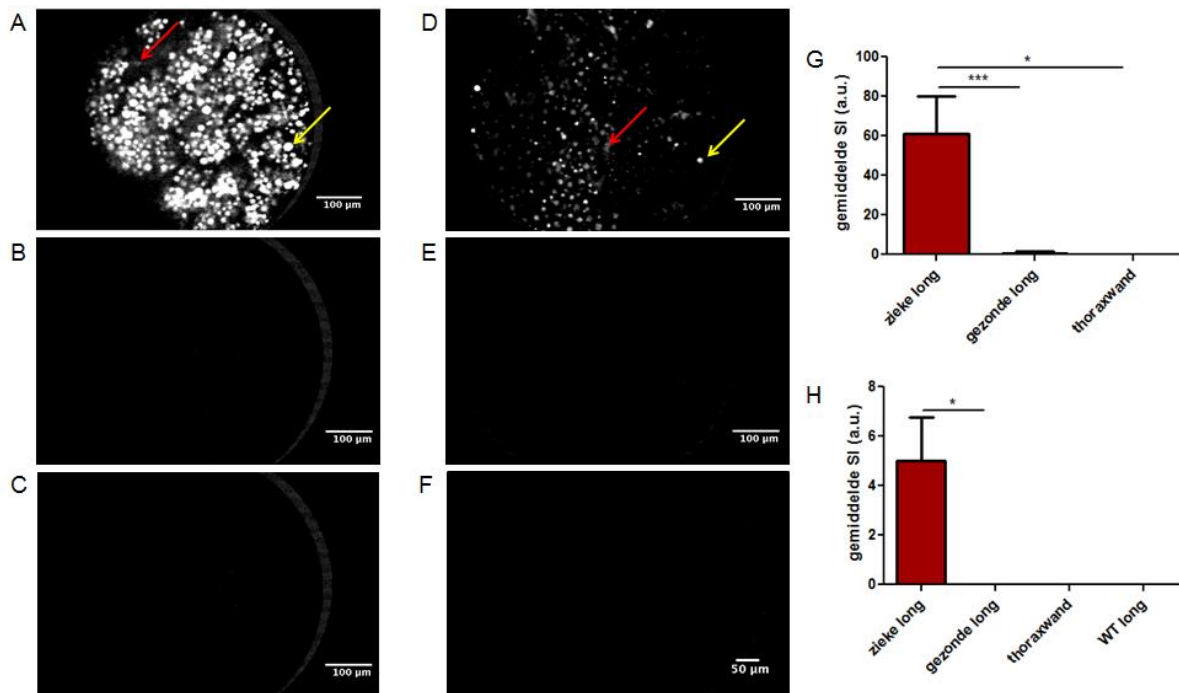 A
100 µm
B
100 µm
C
100 µm
D
100 µm
E
100 µm
F
50 µm
G
gemiddelde SI (a.u.)
100
80
60
40
20
0
*
***
zieke long
gezonde long
thoraxwand
H
gemiddelde SI (a.u.)
8
6
4
2
0
*
zieke long
gezonde long
thoraxwand
WT long